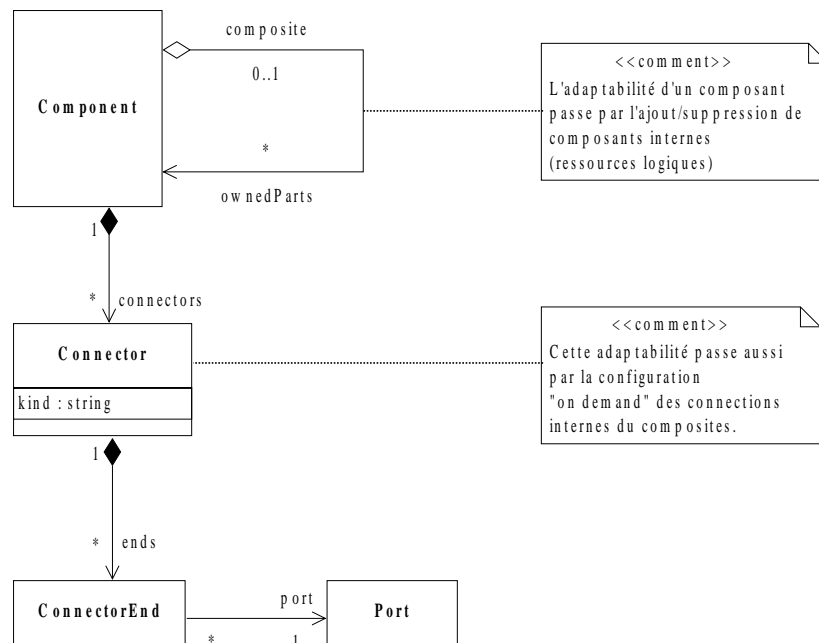 composite
0..1
Component
*
ownedParts
<<comment>>
L'adaptabilité d'un composant
passe par l'ajout/suppression de
composants internes
(ressources logiques)
1
* connectors
Connector
kind : string
<<comment>>
Cette adaptabilité passe aussi
par la configuration
"on demand" des connections
internes du composites.
1
* ends
ConnectorEnd
port
* 1
Port